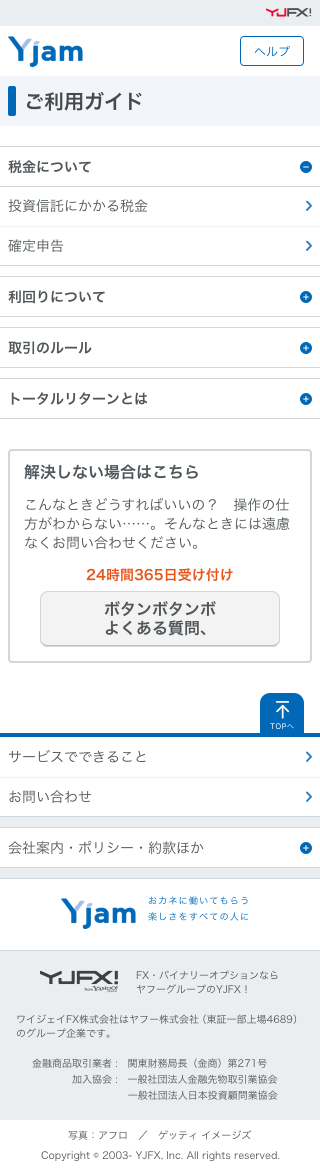 YJFX!
Yjam
ヘルプ
ご利用ガイド
税金について
投資信託にかかる税金
確定申告
利回りについて
取引のルール
トータルリターンとは
解決しない場合はこちら
こんなときどうすればいいの？　操作の仕
方がわからない……。そんなときには遠慮
なくお問い合わせください。
24時間365日受け付け
ボタンボタンボ
よくある質問、
TOPへ
サービスでできること
お問い合わせ
会社案内・ポリシー・約款ほか
Yjam
おカネに働いてもらう
楽しさをすべての人に
YJFX!
from Yahoo! JAPAN
FX・バイナリーオプションなら
ヤフーグループのYJFX！
ワイジェイFX株式会社はヤフー株式会社 (東証一部上場4689)
のグループ企業です。
金融商品取引業者： 関東財務局長（金商）第271号
加入協会： 一般社団法人金融先物取引業協会
一般社団法人日本投資顧問業協会
写真：アフロ　／　ゲッティ イメージズ
Copyright © 2003- YJFX, Inc. All rights reserved.